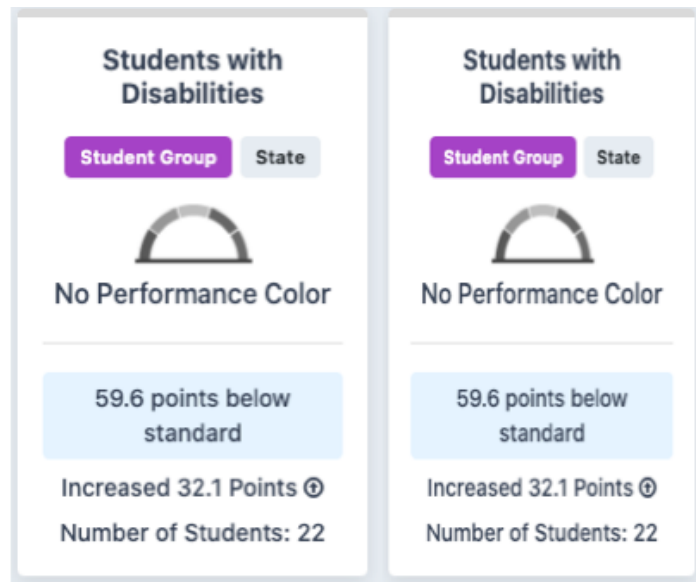 Students with
Disabilities
Student Group State
No Performance Color
59.6 points below
standard
Increased 32.1 Points
Number of Students: 22
Students with
Disabilities
Student Group State
No Performance Color
59.6 points below
standard
Increased 32.1 Points
Number of Students: 22